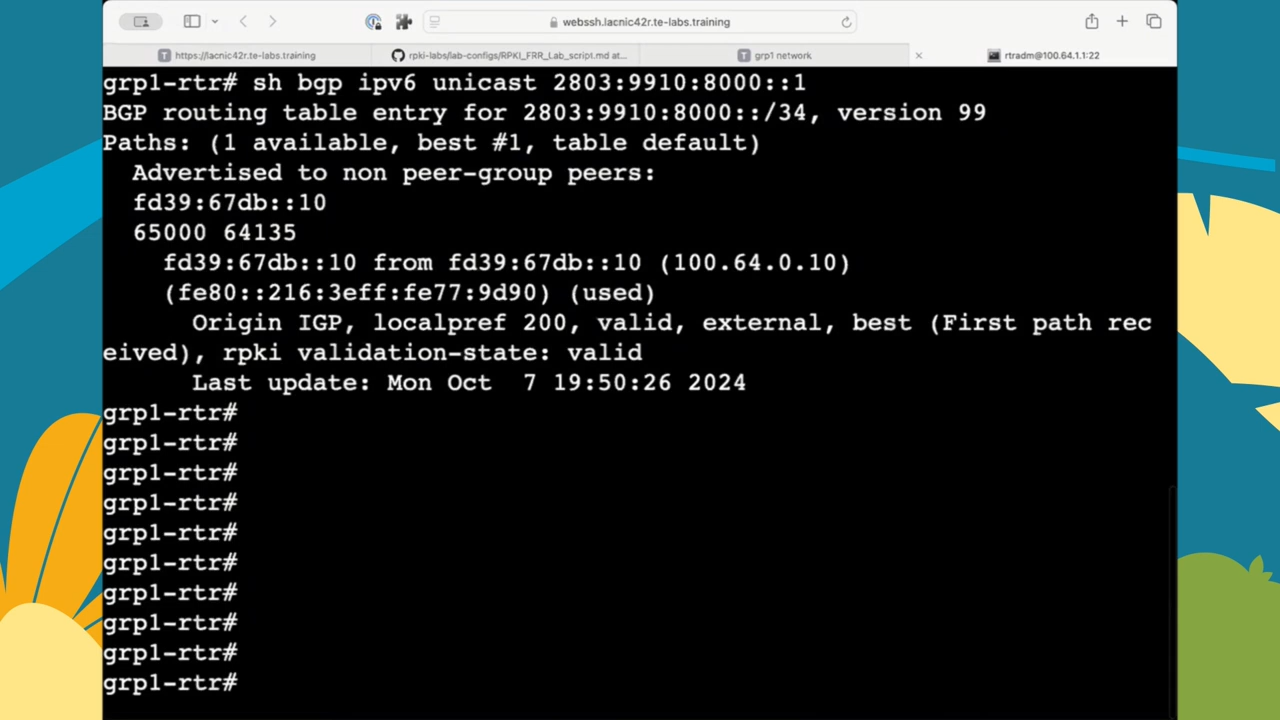 webssh.lacnic42r.te-labs.training
https://lacnic42r.te-labs.training
rpki-labs/lab-configs/RPKI_FRR_Lab_script.md at...
grp1 network
rtradm@100.64.1.1:22
grp1-rtr# sh bgp ipv6 unicast 2803:9910:8000::1
BGP routing table entry for 2803:9910:8000::/34, version 99
Paths: (1 available, best #1, table default)
Advertised to non peer-group peers:
fd39:67db::10
65000 64135
fd39:67db::10 from fd39:67db::10 (100.64.0.10)
(fe80::216:3eff:fe77:9d90) (used)
Origin IGP, localpref 200, valid, external, best (First path rec
eived), rpki validation-state: valid
Last update: Mon Oct  7 19:50:26 2024
grp1-rtr#
grp1-rtr#
grp1-rtr#
grp1-rtr#
grp1-rtr#
grp1-rtr#
grp1-rtr#
grp1-rtr#
grp1-rtr#
grp1-rtr#